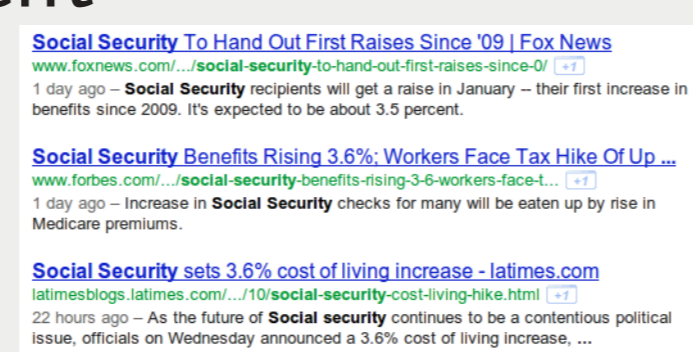 Social Security To Hand Out First Raises Since '09 | Fox News
www.foxnews.com/.../social-security-to-hand-out-first-raises-since-0/ +1
1 day ago – Social Security recipients will get a raise in January -- their first increase in
benefits since 2009. It's expected to be about 3.5 percent.
Social Security Benefits Rising 3.6%; Workers Face Tax Hike Of Up ...
www.forbes.com/.../social-security-benefits-rising-3-6-workers-face-t... +1
1 day ago – Increase in Social Security checks for many will be eaten up by rise in
Medicare premiums.
Social Security sets 3.6% cost of living increase - latimes.com
latimesblogs.latimes.com/.../10/social-security-cost-living-hike.html +1
22 hours ago – As the future of Social security continues to be a contentious political
issue, officials on Wednesday announced a 3.6% cost of living increase, ...